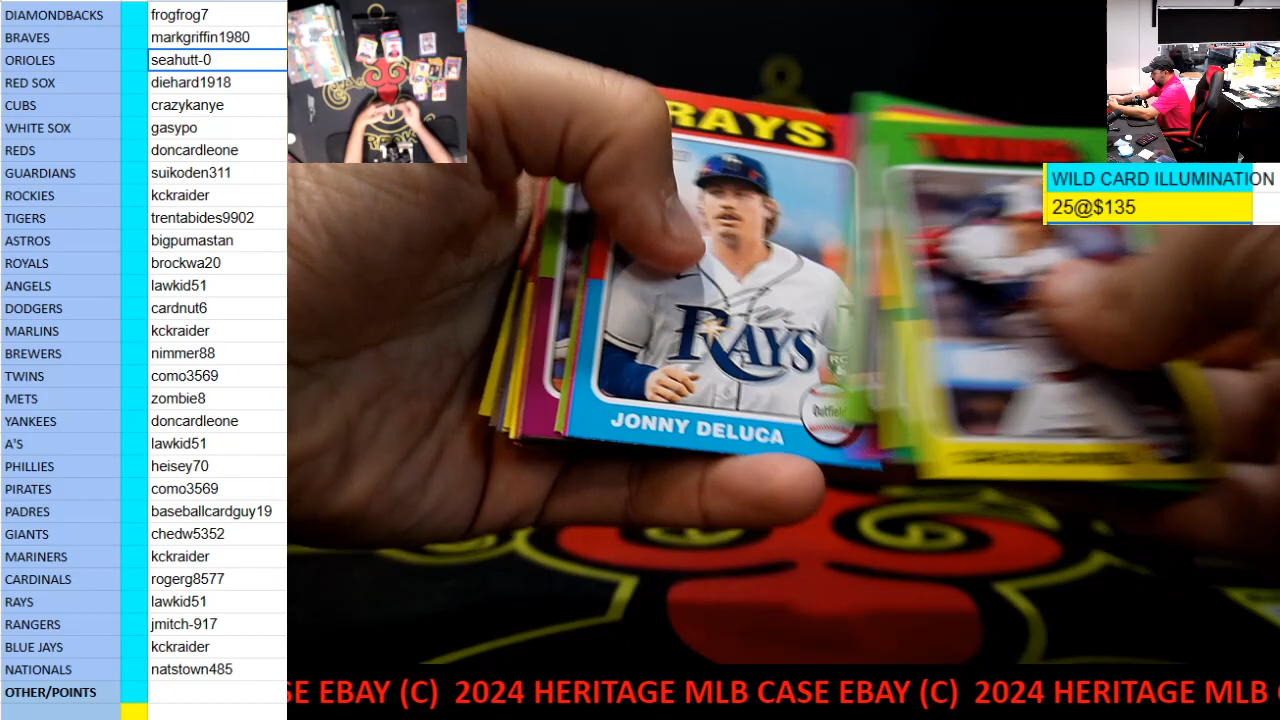 DIAMONDBACKS frogfrog7
BRAVES markgriffin1980
ORIOLES seahutt-0
RED SOX diehard1918
CUBS crazykanye
WHITE SOX gasypo
REDS doncardleone
GUARDIANS suikoden311
ROCKIES kckraider
TIGERS trentabides9902
ASTROS bigpumastan
ROYALS brockwa20
ANGELS lawkid51
DODGERS cardnut6
MARLINS kckraider
BREWERS nimmer88
TWINS como3569
METS zombie8
YANKEES doncardleone
A'S lawkid51
PHILLIES heisey70
PIRATES como3569
PADRES baseballcardguy19
GIANTS chedw5352
MARINERS kckraider
CARDINALS rogerg8577
RAYS lawkid51
RANGERS jmitch-917
BLUE JAYS kckraider
NATIONALS natstown485
OTHER/POINTS
WILD CARD ILLUMINATION
25@$135
RAYS
RAYS
RC
Outfield
JONNY DELUCA
SE EBAY (C) 2024 HERITAGE MLB CASE EBAY (C) 2024 HERITAGE MLB